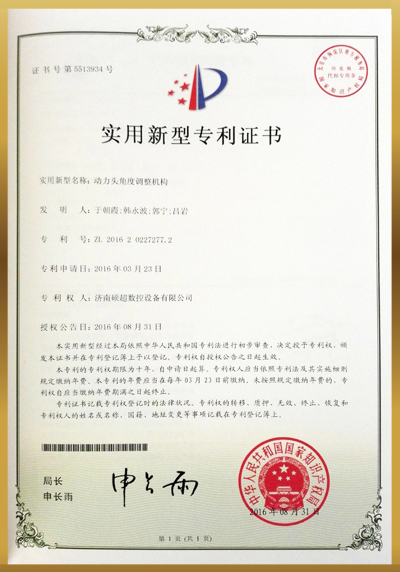 证书号第5513934号
实用新型专利证书
实用新型名称：动力头角度调整机构
发 明 人：于朝霞;韩永波;郭宁;吕岩
专 利 号：ZL 2016 2 0227277.2
专利申请日：2016年03月23日
专 利 权 人：济南硕超数控设备有限公司
授权公告日：2016年08月31日
本实用新型经过本局依照中华人民共和国专利法进行初步审查，决定授予专利权，颁
发本证书并在专利登记簿上予以登记。专利权自授权公告之日起生效。
本专利的专利权期限为十年，自申请日起算。专利权人应当依照专利法及其实施细则
规定缴纳年费。本专利的年费应当在每年03月23日前缴纳。未按照规定缴纳年费的，专
利权自应当缴纳年费期满之日起终止。
专利证书记载专利权登记时的法律状况。专利权的转移、质押、无效、终止、恢复和
专利权人的姓名或名称、国籍、地址变更等事项记载在专利登记簿上。
局长
申长雨
申长雨
中华人民共和国国家知识产权局
2016年08月31日
第1页（共1页）